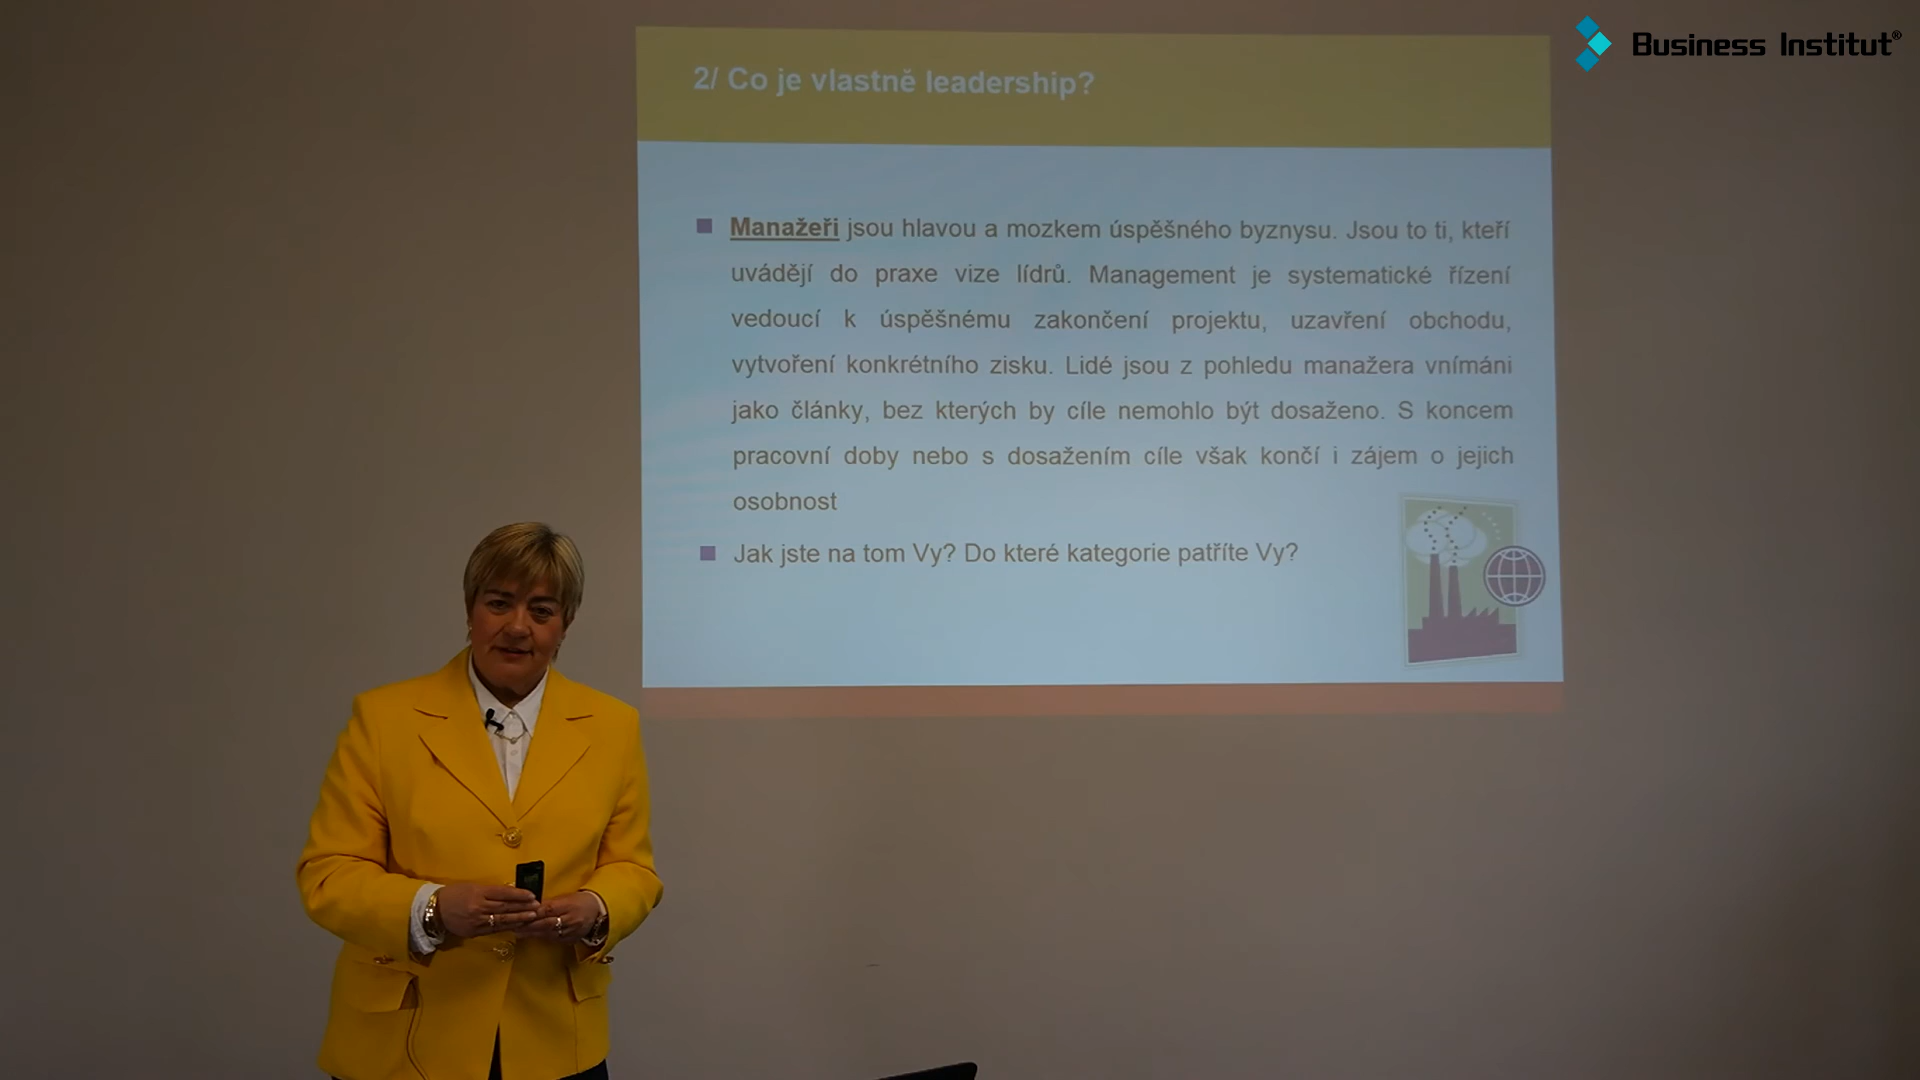 Business Institut®
2/ Co je vlastně leadership?
Manažeři jsou hlavou a mozkem úspěšného byznysu. Jsou to ti, kteří
uvádějí do praxe vize lídrů. Management je systematické řízení
vedoucí k úspěšnému zakončení projektu, uzavření obchodu,
vytvoření konkrétního zisku. Lidé jsou z pohledu manažera vnímáni
jako články, bez kterých by cíle nemohlo být dosaženo. S koncem
pracovní doby nebo s dosažením cíle však končí i zájem o jejich
osobnost
Jak jste na tom Vy? Do které kategorie patříte Vy?